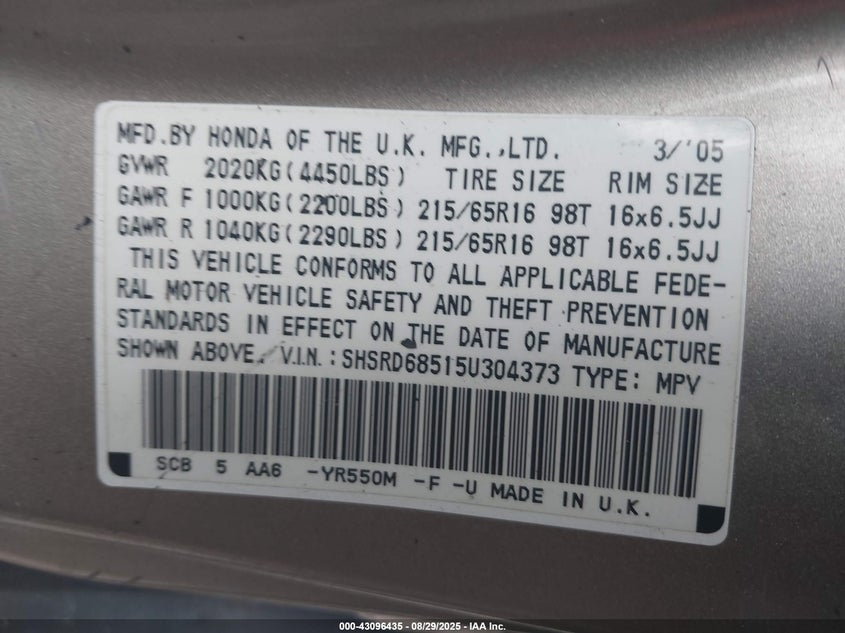 MFD.BY HONDA OF THE U.K. MFG.,LTD. 3/'05
GVWR 2020KG(4450LBS) TIRE SIZE RIM SIZE
GAWR F 1000KG(2200LBS) 215/65R16 98T 16x6.5JJ
GAWR R 1040KG(2290LBS) 215/65R16 98T 16x6.5JJ
THIS VEHICLE CONFORMS TO ALL APPLICABLE FEDE-
RAL MOTOR VEHICLE SAFETY AND THEFT PREVENTION
STANDARDS IN EFFECT ON THE DATE OF MANUFACTURE
SHOWN ABOVE. V.I.N.: SHSRD68515U304373 TYPE: MPV
SCB 5 AA6 -YR550M -F -U MADE IN U.K.
000-43096435 - 08/29/2025 - IAA Inc.